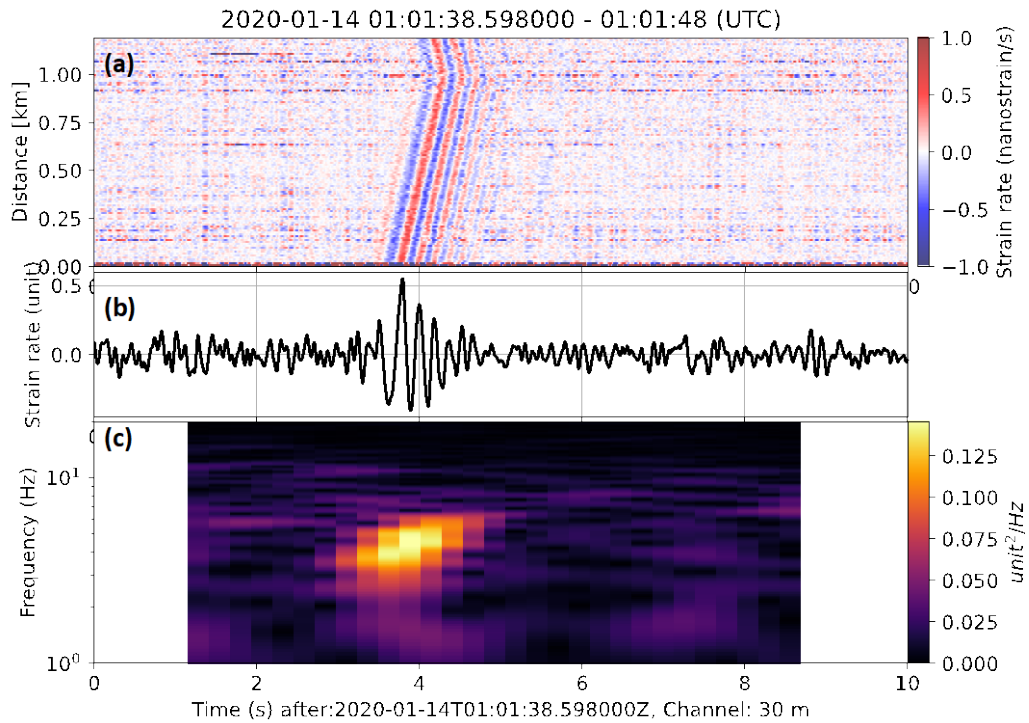 2020-01-14 01:01:38.598000 - 01:01:48 (UTC)
(a)
Distance [km]
1.00
0.75
0.50
0.25
0.00
1.0
0.5
0.0
−0.5
−1.0
Strain rate (nanostrain/s)
0
0
(b)
Strain rate (unit)
0.5
0.0
(c)
Frequency (Hz)
10¹
10⁰
0.125
0.100
0.075
0.050
0.025
0.000
unit²/Hz
0 2 4 6 8 10
Time (s) after:2020-01-14T01:01:38.598000Z, Channel: 30 m